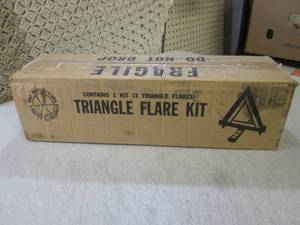 FRAGILE
DO NOT DROP
CONTAINS 1 KIT (3 TRIANGLE FLARES)
TRIANGLE FLARE KIT